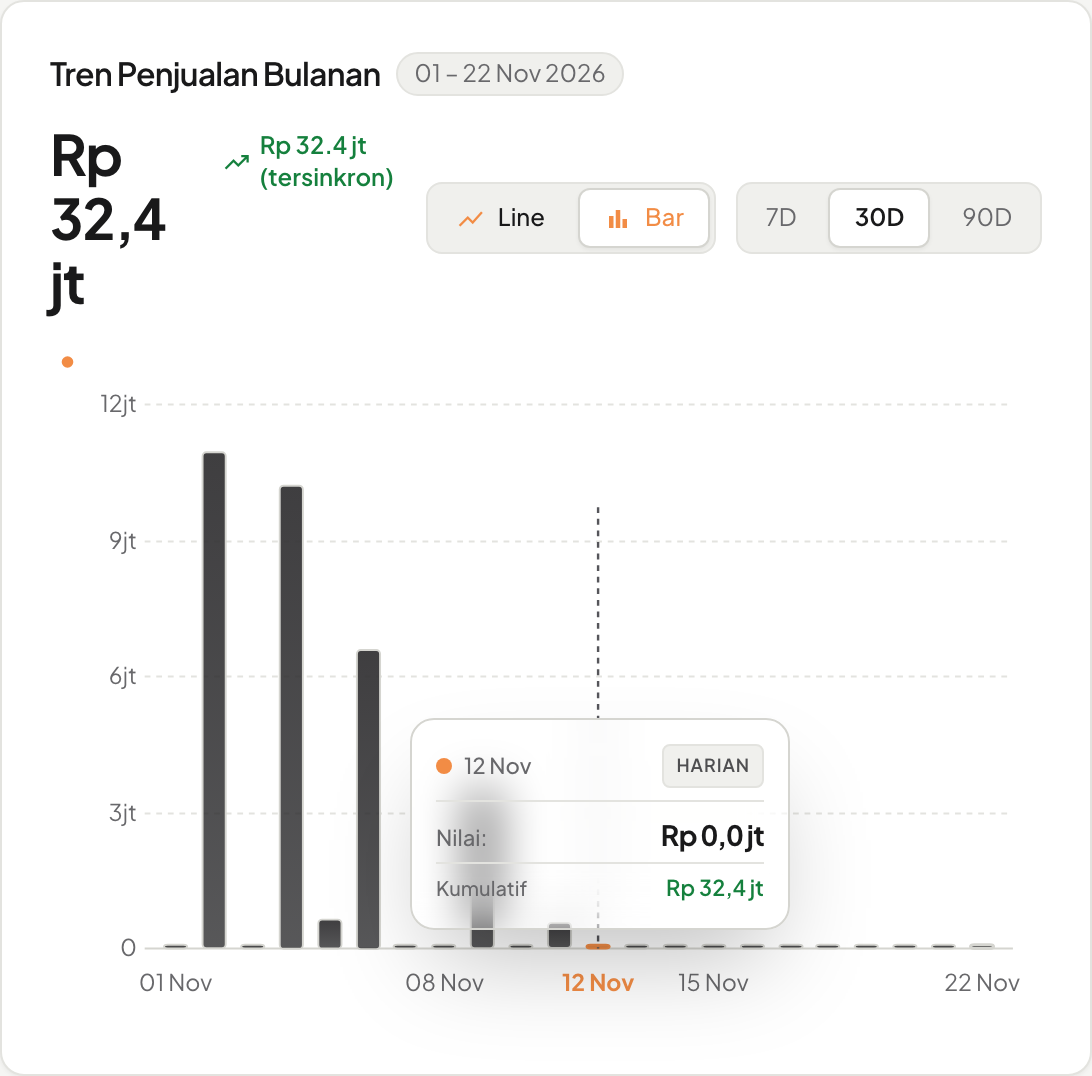 Tren Penjualan Bulanan 01 – 22 Nov 2026
Rp
32,4
jt
Rp 32.4 jt
(tersinkron)
Line Bar 7D 30D 90D
12jt
9jt
6jt
3jt
0
12 Nov HARIAN
Nilai: Rp 0,0 jt
Kumulatif Rp 32,4 jt
01 Nov 08 Nov 12 Nov 15 Nov 22 Nov